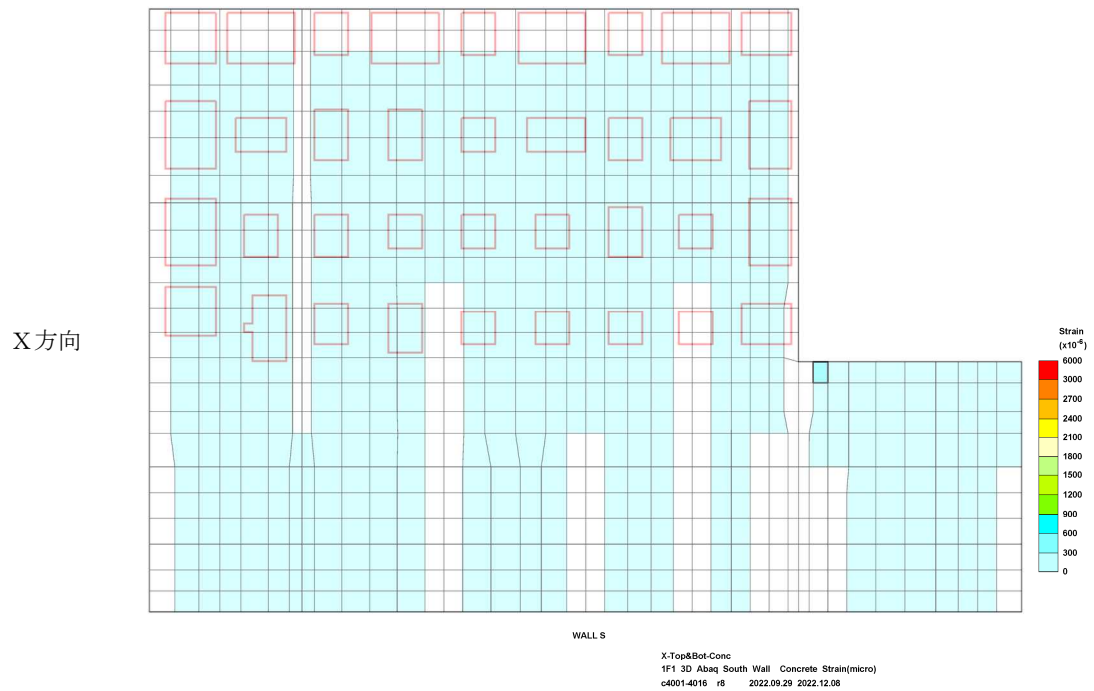 X方向
Strain
(x10-6)
6000
3000
2700
2400
2100
1800
1500
1200
900
600
300
0
WALL S
X-Top&Bot-Conc
1F1 3D Abaq South Wall Concrete Strain(micro)
c4001-4016 r8 2022.09.29 2022.12.08